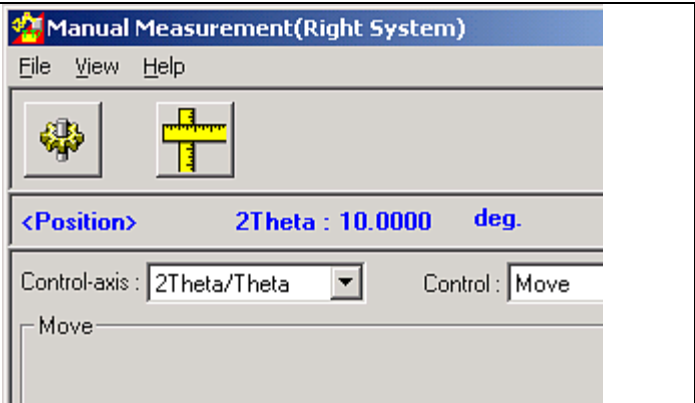 Manual Measurement(Right System)
File View Help
<Position> 2Theta : 10.0000 deg.
Control-axis : 2Theta/Theta Control : Move
Move